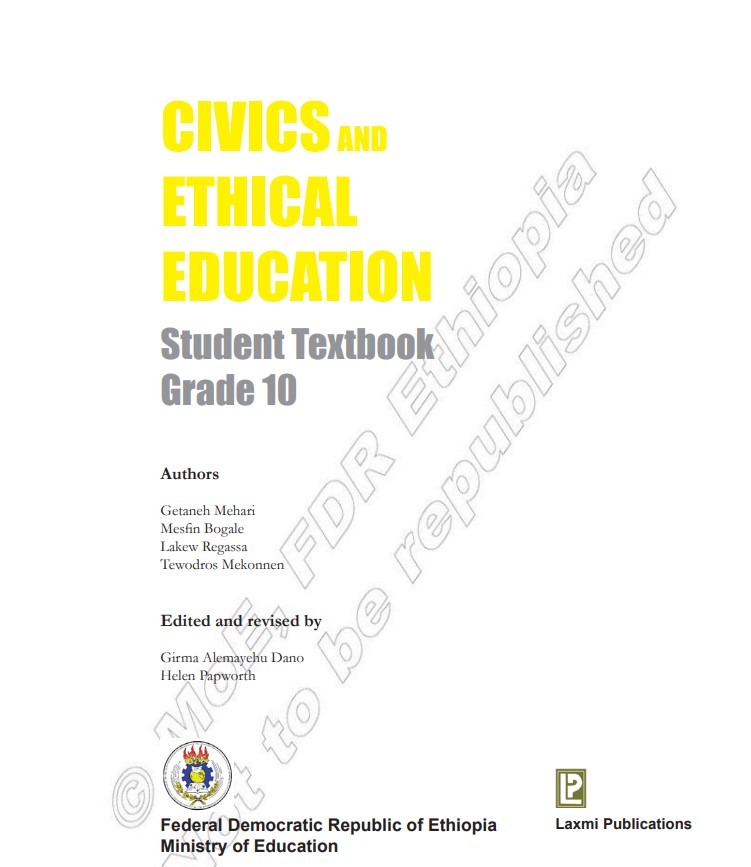 CIVICS AND
ETHICAL
EDUCATION
Student Textbook
Grade 10
Authors
Getaneh Mehari
Mesfin Bogale
Lakew Regassa
Tewodros Mekonnen
Edited and revised by
Girma Alemayehu Dano
Helen Papworth
© MoE, FDR Ethiopia
not to be republished
Federal Democratic Republic of Ethiopia
Ministry of Education
LP
Laxmi Publications